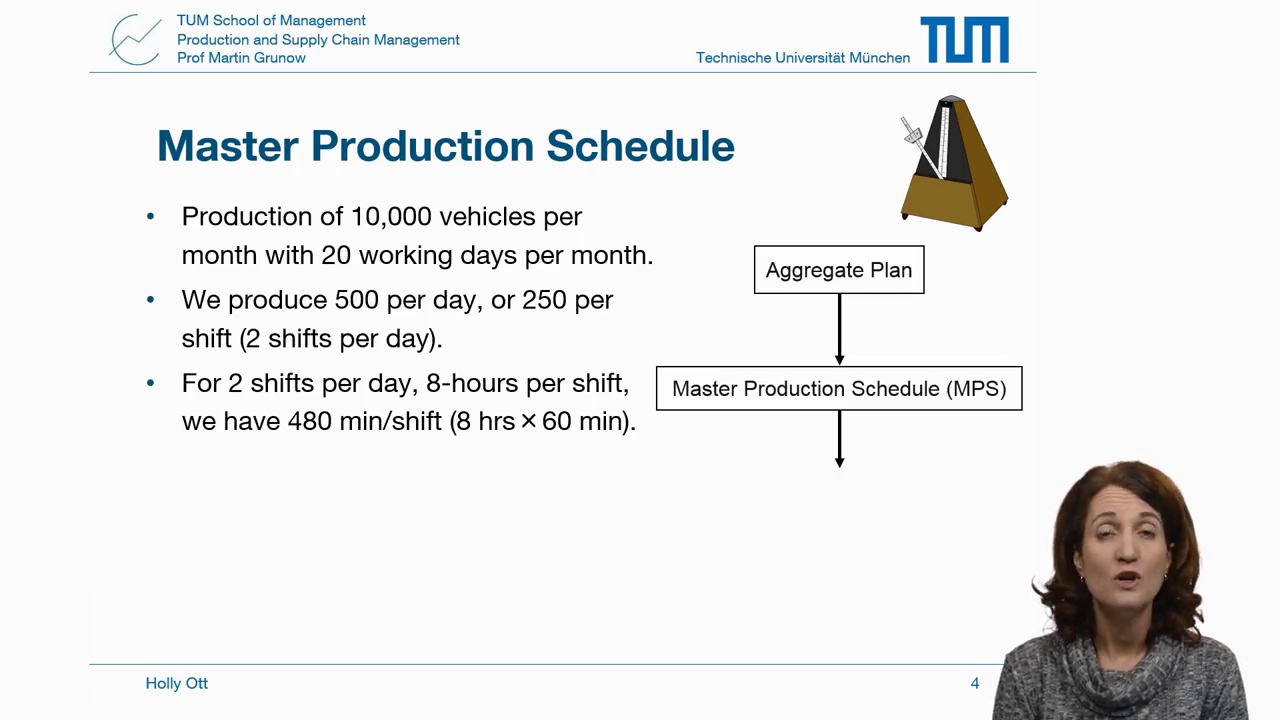 TUM School of Management
Production and Supply Chain Management
Prof Martin Grunow
Technische Universität München
TUM
Master Production Schedule
• Production of 10,000 vehicles per
month with 20 working days per month.
• We produce 500 per day, or 250 per
shift (2 shifts per day).
• For 2 shifts per day, 8-hours per shift,
we have 480 min/shift (8 hrs × 60 min).
Aggregate Plan
Master Production Schedule (MPS)
Holly Ott
4